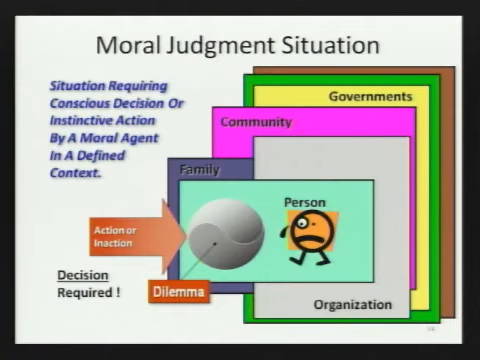 Moral Judgment Situation
Situation Requiring
Conscious Decision Or
Instinctive Action
By A Moral Agent
In A Defined
Context.
Governments
Community
Family
Person
Action or
Inaction
Decision
Required !
Dilemma
Organization